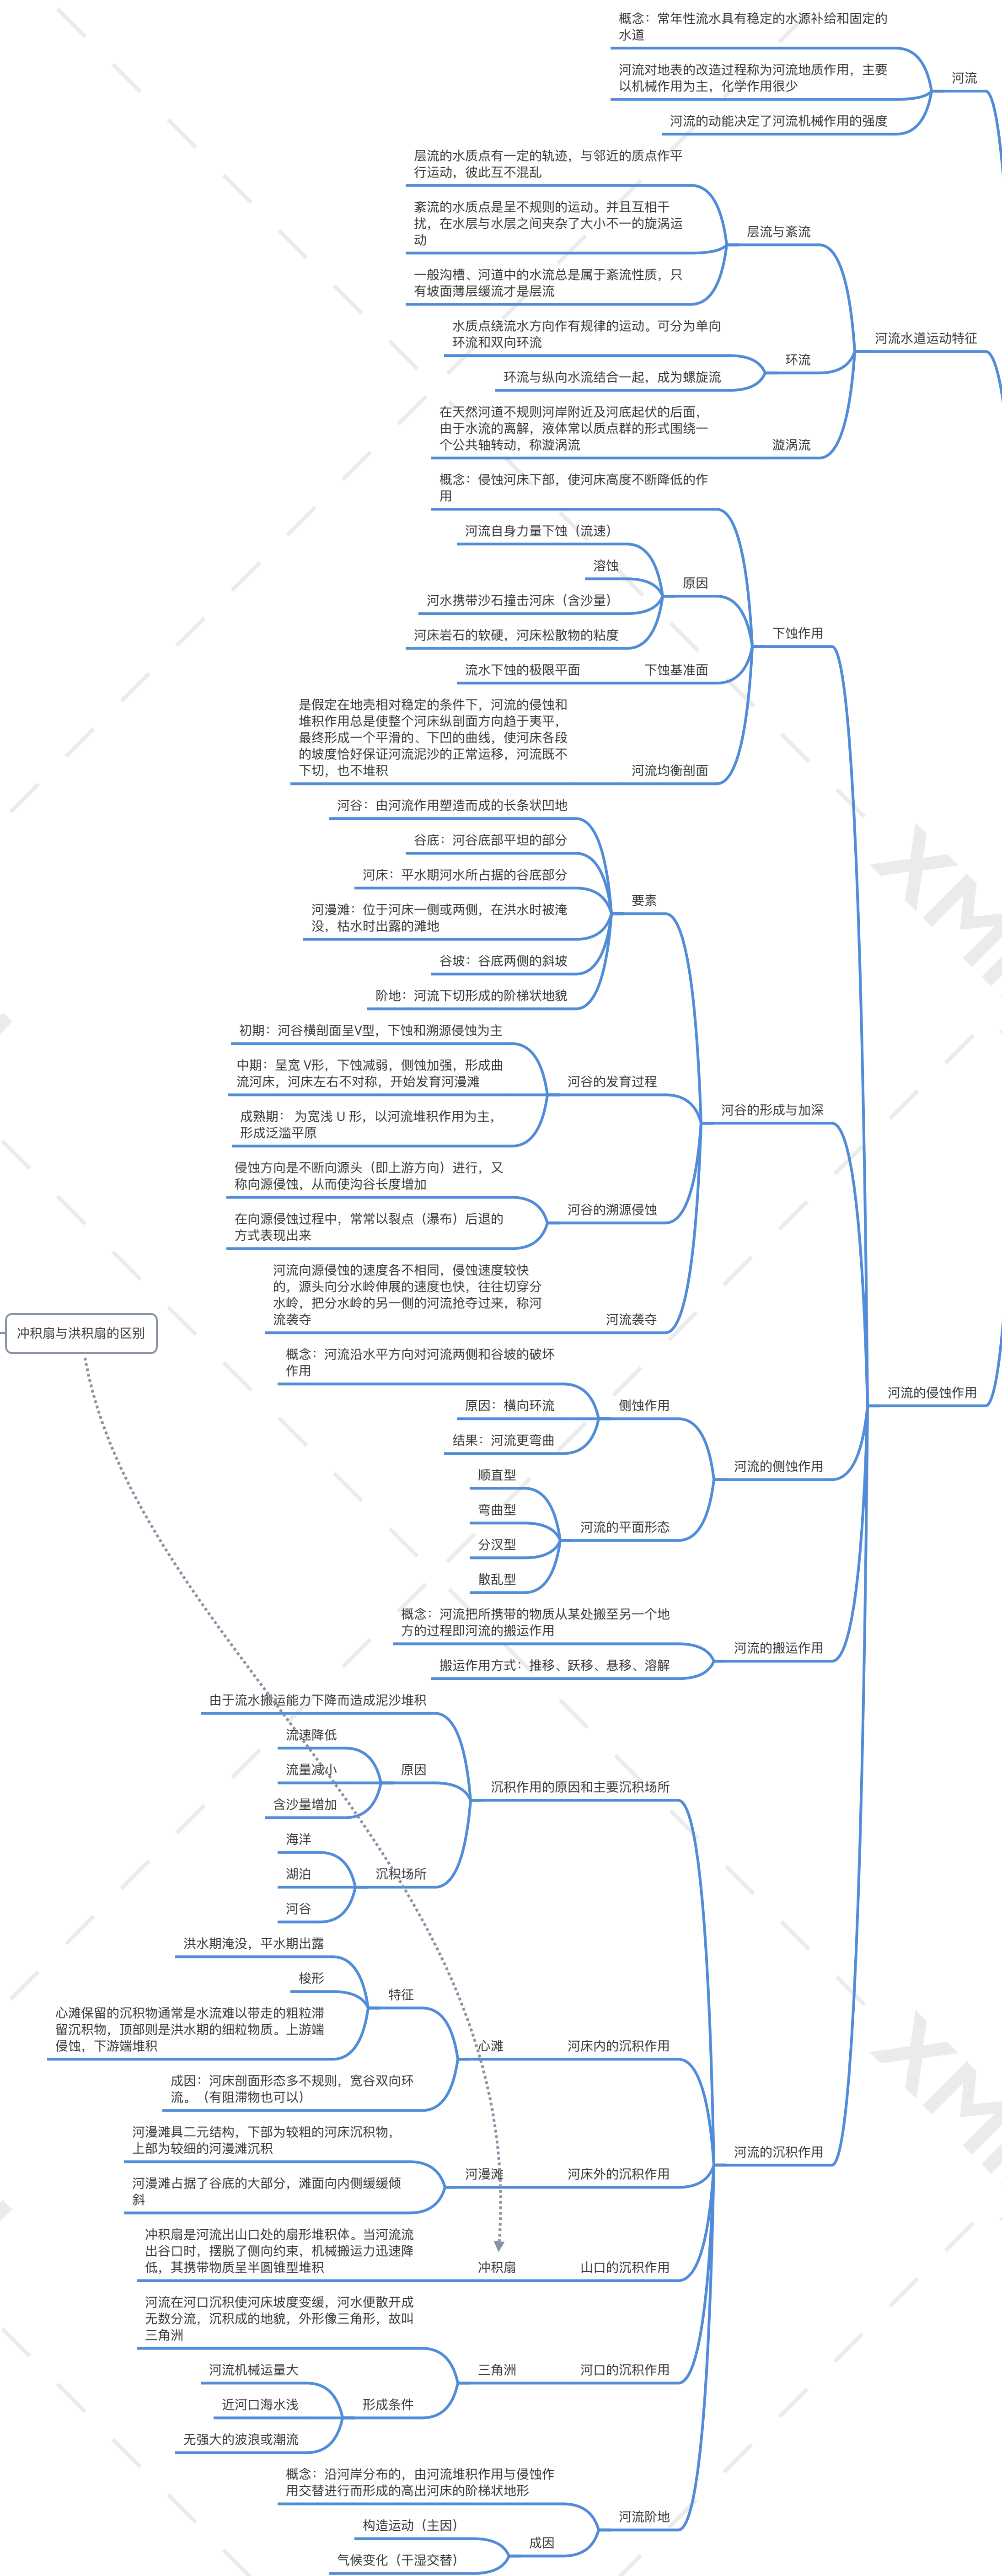 概念：常年性流水具有稳定的水源补给和固定的
水道
河流对地表的改造过程称为河流地质作用，主要
以机械作用为主，化学作用很少
河流的动能决定了河流机械作用的强度
河流
层流的水质点有一定的轨迹，与邻近的质点作平
行运动，彼此互不混乱
紊流的水质点是呈不规则的运动。并且互相干
扰，在水层与水层之间夹杂了大小不一的旋涡运
动
一般沟槽、河道中的水流总是属于紊流性质，只
有坡面薄层缓流才是层流
层流与紊流
水质点绕流水方向作有规律的运动。可分为单向
环流和双向环流
环流与纵向水流结合一起，成为螺旋流
环流
在天然河道不规则河岸附近及河底起伏的后面，
由于水流的离解，液体常以质点群的形式围绕一
个公共轴转动，称漩涡流
漩涡流
河流水道运动特征
概念：侵蚀河床下部，使河床高度不断降低的作
用
河流自身力量下蚀（流速）
溶蚀
河水携带沙石撞击河床（含沙量）
河床岩石的软硬，河床松散物的粘度
原因
流水下蚀的极限平面
下蚀基准面
是假定在地壳相对稳定的条件下，河流的侵蚀和
堆积作用总是使整个河床纵剖面方向趋于夷平，
最终形成一个平滑的、下凹的曲线，使河床各段
的坡度恰好保证河流泥沙的正常运移，河流既不
下切，也不堆积
河流均衡剖面
下蚀作用
河谷：由河流作用塑造而成的长条状凹地
谷底：河谷底部平坦的部分
河床：平水期河水所占据的谷底部分
河漫滩：位于河床一侧或两侧，在洪水时被淹
没，枯水时出露的滩地
谷坡：谷底两侧的斜坡
阶地：河流下切形成的阶梯状地貌
要素
初期：河谷横剖面呈V型，下蚀和溯源侵蚀为主
中期：呈宽 V形，下蚀减弱，侧蚀加强，形成曲
流河床，河床左右不对称，开始发育河漫滩
成熟期： 为宽浅 U 形，以河流堆积作用为主，
形成泛滥平原
河谷的发育过程
侵蚀方向是不断向源头（即上游方向）进行，又
称向源侵蚀，从而使沟谷长度增加
在向源侵蚀过程中，常常以裂点（瀑布）后退的
方式表现出来
河谷的溯源侵蚀
河流向源侵蚀的速度各不相同，侵蚀速度较快
的，源头向分水岭伸展的速度也快，往往切穿分
水岭，把分水岭的另一侧的河流抢夺过来，称河
流袭夺
河流袭夺
河谷的形成与加深
冲积扇与洪积扇的区别
概念：河流沿水平方向对河流两侧和谷坡的破坏
作用
原因：横向环流
结果：河流更弯曲
侧蚀作用
顺直型
弯曲型
分汊型
散乱型
河流的平面形态
河流的侧蚀作用
概念：河流把所携带的物质从某处搬至另一个地
方的过程即河流的搬运作用
搬运作用方式：推移、跃移、悬移、溶解
河流的搬运作用
河流的侵蚀作用
由于流水搬运能力下降而造成泥沙堆积
流速降低
流量减小
含沙量增加
原因
海洋
湖泊
河谷
沉积场所
沉积作用的原因和主要沉积场所
洪水期淹没，平水期出露
梭形
心滩保留的沉积物通常是水流难以带走的粗粒滞
留沉积物，顶部则是洪水期的细粒物质。上游端
侵蚀，下游端堆积
特征
成因：河床剖面形态多不规则，宽谷双向环
流。（有阻滞物也可以）
心滩
河床内的沉积作用
河漫滩具二元结构，下部为较粗的河床沉积物，
上部为较细的河漫滩沉积
河漫滩占据了谷底的大部分，滩面向内侧缓缓倾
斜
河漫滩
河床外的沉积作用
冲积扇是河流出山口处的扇形堆积体。当河流流
出谷口时，摆脱了侧向约束，机械搬运力迅速降
低，其携带物质呈半圆锥型堆积
冲积扇
山口的沉积作用
河流在河口沉积使河床坡度变缓，河水便散开成
无数分流，沉积成的地貌，外形像三角形，故叫
三角洲
河流机械运量大
近河口海水浅
无强大的波浪或潮流
形成条件
三角洲
河口的沉积作用
概念：沿河岸分布的，由河流堆积作用与侵蚀作
用交替进行而形成的高出河床的阶梯状地形
构造运动（主因）
气候变化（干湿交替）
成因
河流阶地
河流的沉积作用